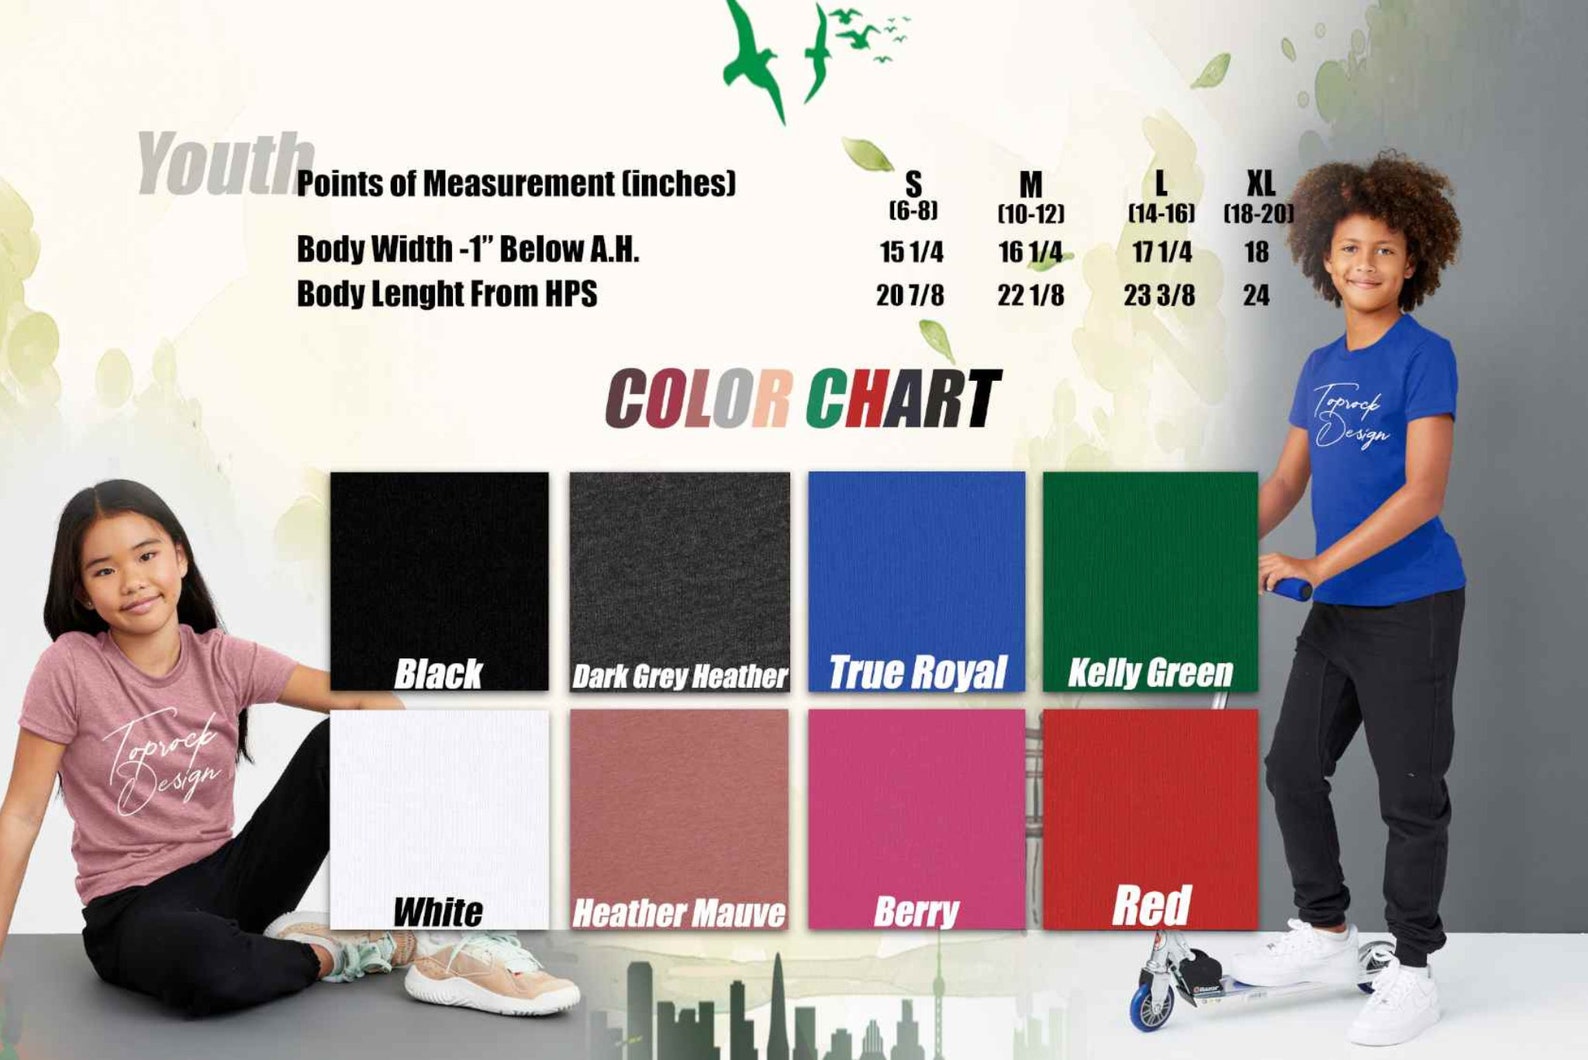 Youth
Points of Measurement (inches) S M L XL
(6-8) (10-12) (14-16) (18-20)
Body Width -1” Below A.H. 15 1/4 16 1/4 17 1/4 18
Body Lenght From HPS 20 7/8 22 1/8 23 3/8 24
COLOR CHART
Toprock
Design
Black Dark Grey Heather True Royal Kelly Green
Toprock
Design
White Heather Mauve Berry Red
RAZOR